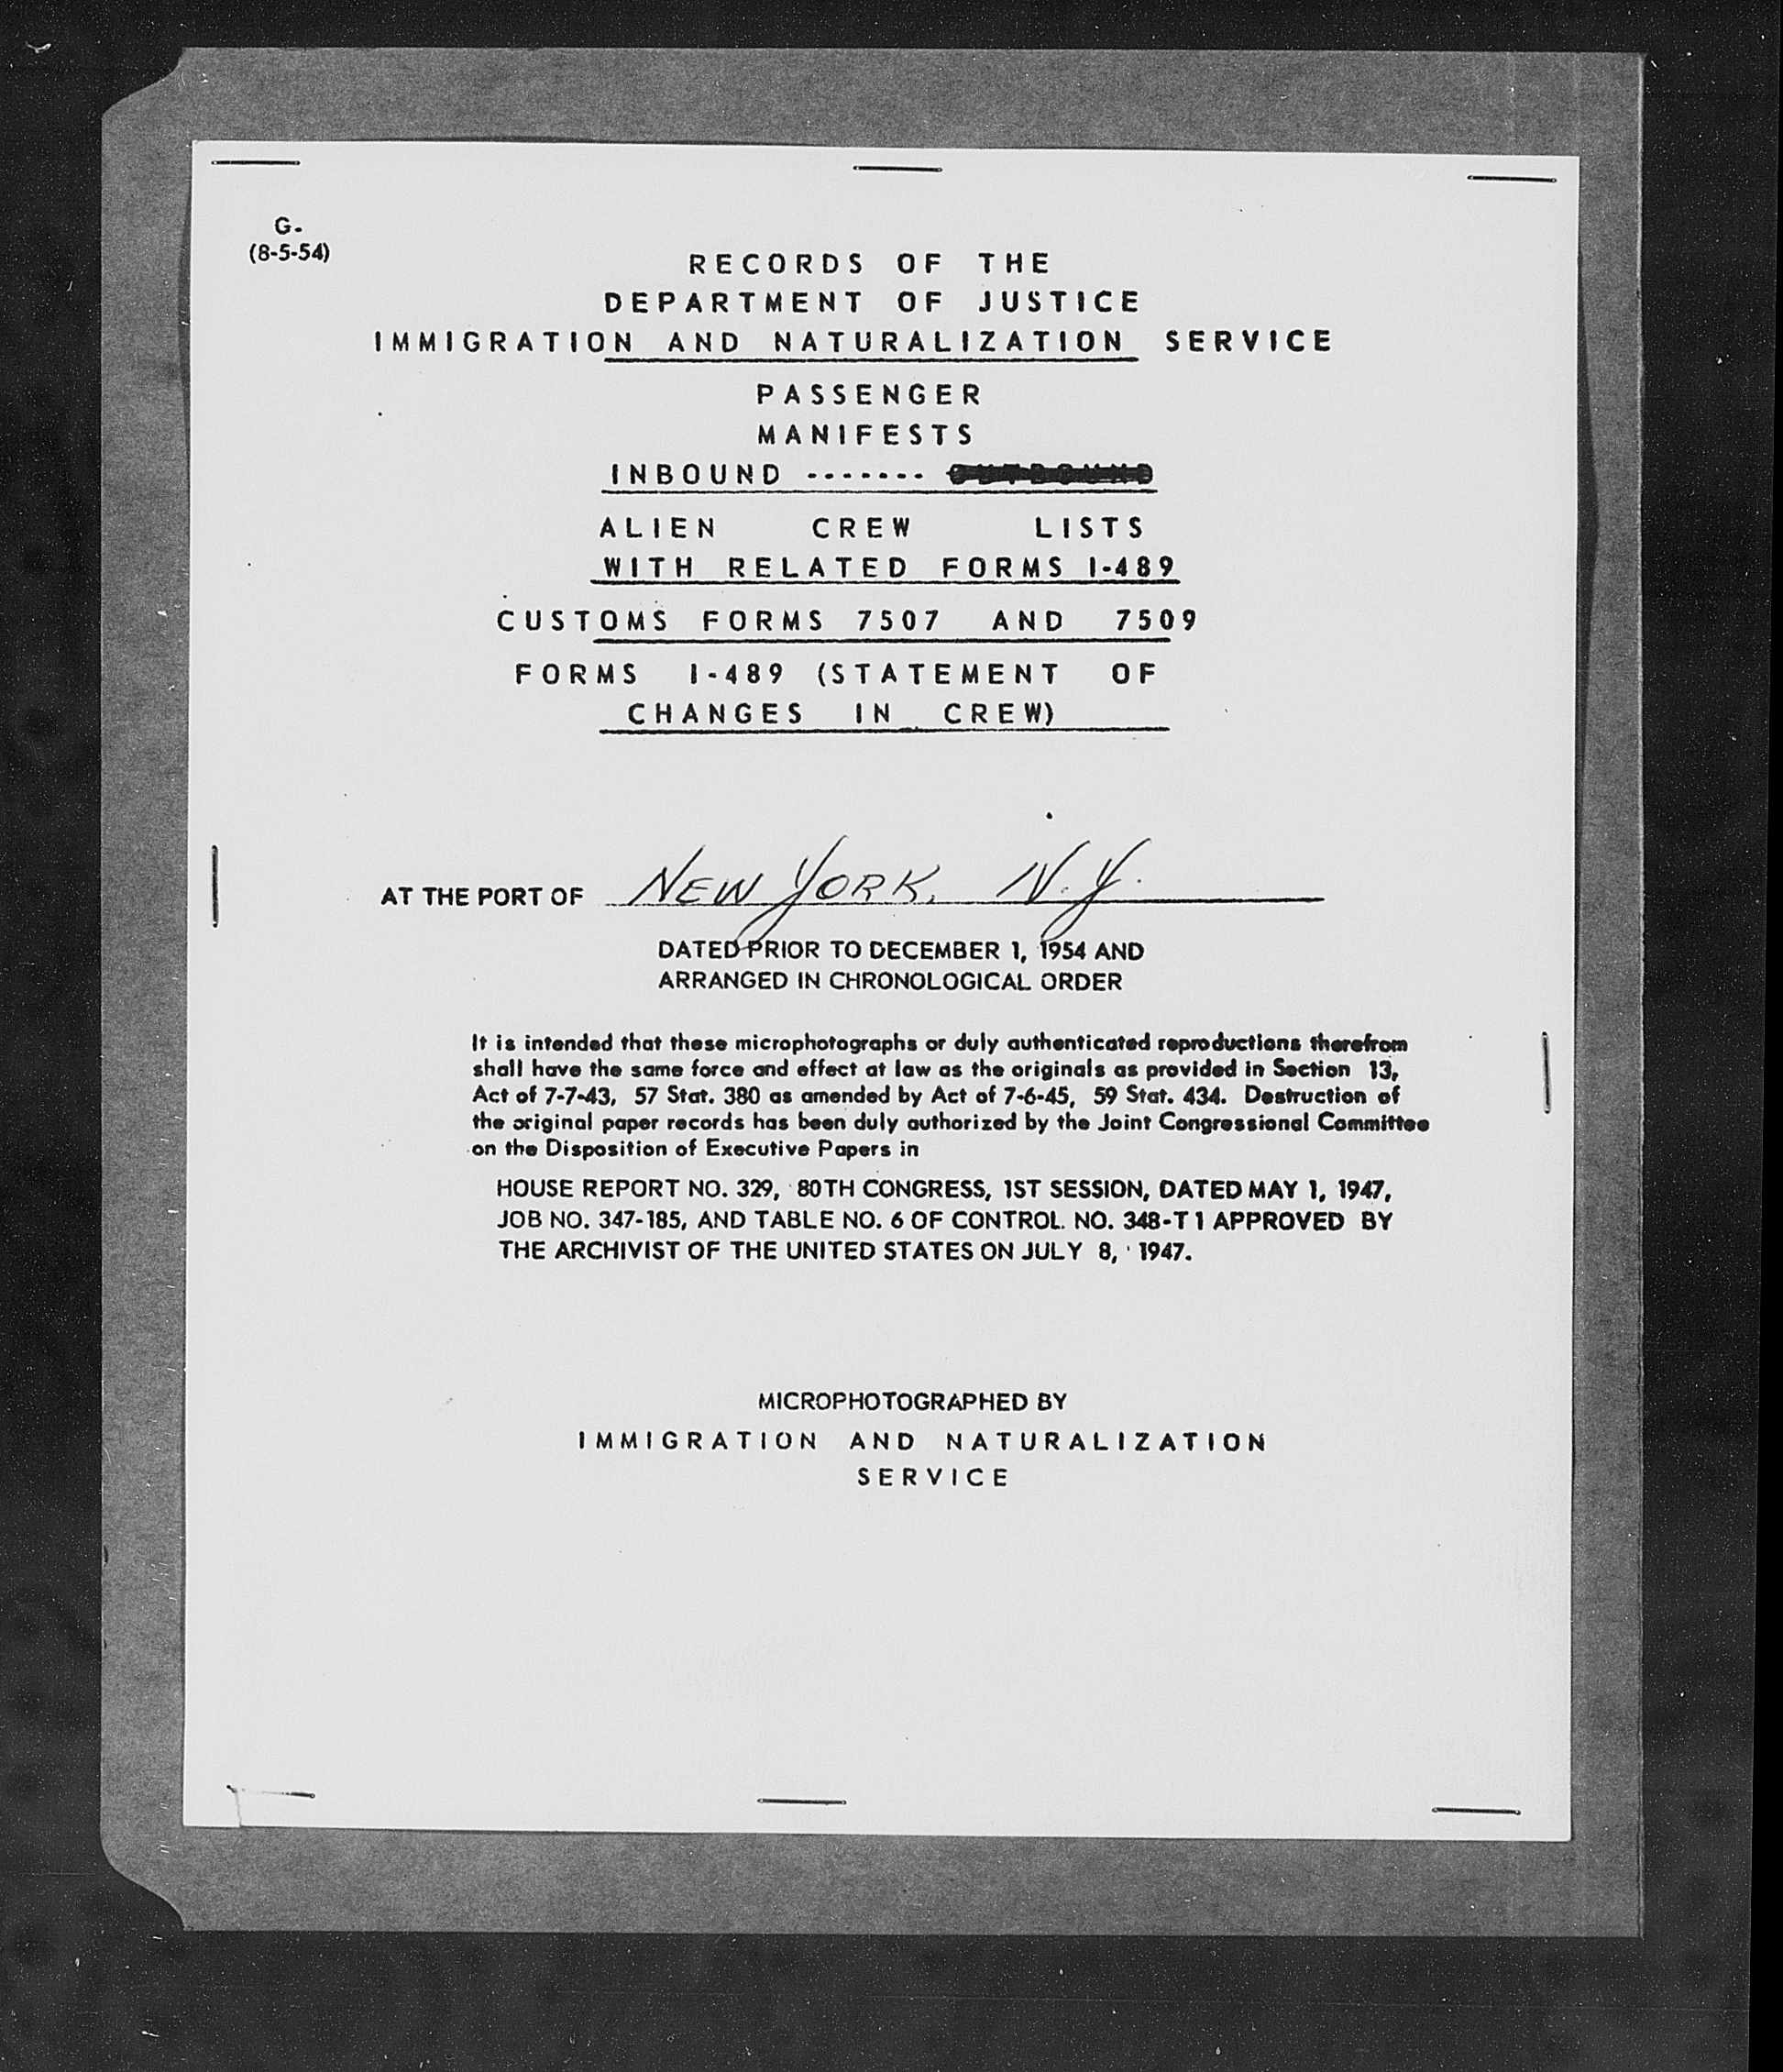 G-
(8-5-54)
RECORDS OF THE
DEPARTMENT OF JUSTICE
IMMIGRATION AND NATURALIZATION SERVICE
PASSENGER
MANIFESTS
INBOUND ------- OUTBOUND
ALIEN CREW LISTS
WITH RELATED FORMS I-489
CUSTOMS FORMS 7507 AND 7509
FORMS I-489 (STATEMENT OF
CHANGES IN CREW)
AT THE PORT OF NEW YORK, N.Y.
DATED PRIOR TO DECEMBER 1, 1954 AND
ARRANGED IN CHRONOLOGICAL ORDER
It is intended that these microphotographs or duly authenticated reproductions therefrom
shall have the same force and effect at law as the originals as provided in Section 13,
Act of 7-7-43, 57 Stat. 380 as amended by Act of 7-6-45, 59 Stat. 434. Destruction of
the original paper records has been duly authorized by the Joint Congressional Committee
on the Disposition of Executive Papers in
HOUSE REPORT NO. 329, 80TH CONGRESS, 1ST SESSION, DATED MAY 1, 1947,
JOB NO. 347-185, AND TABLE NO. 6 OF CONTROL NO. 348-T1 APPROVED BY
THE ARCHIVIST OF THE UNITED STATES ON JULY 8, 1947.
MICROPHOTOGRAPHED BY
IMMIGRATION AND NATURALIZATION
SERVICE